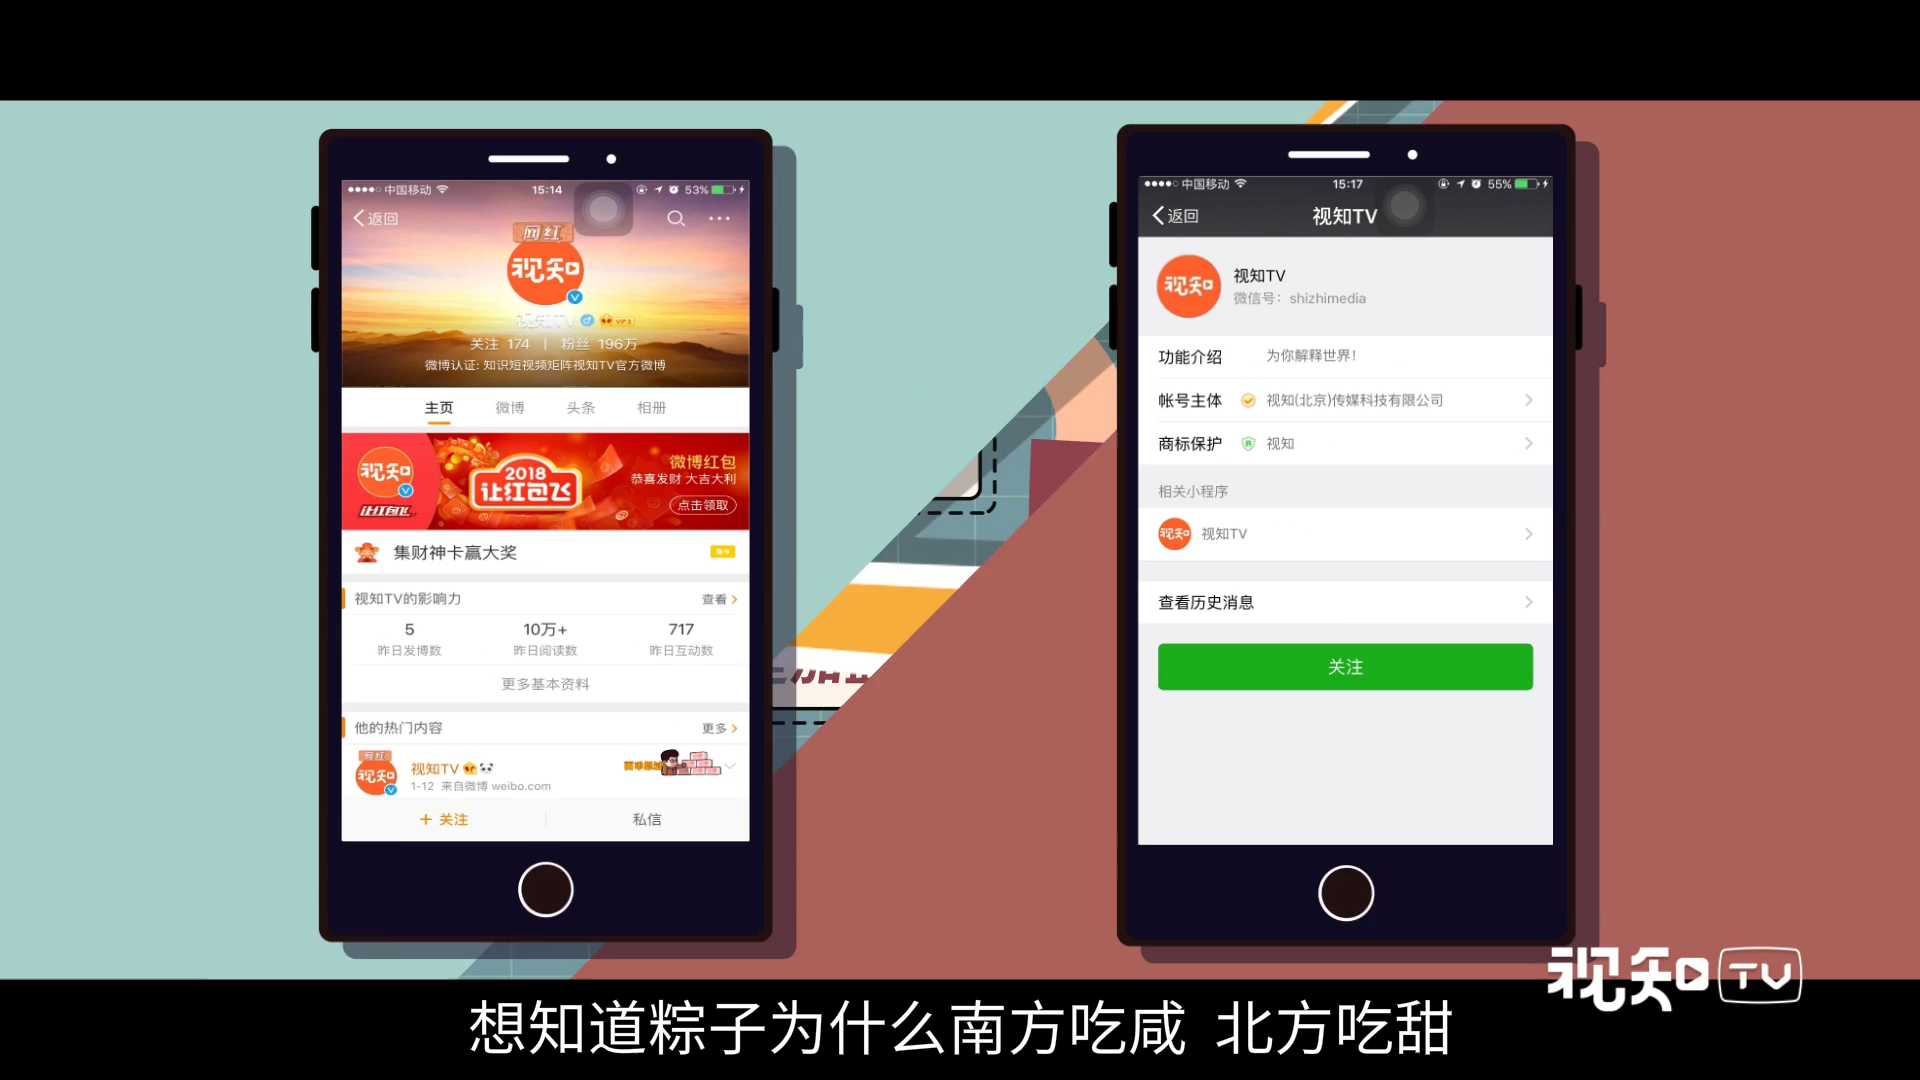 中国移动
15:14
53%
返回
网红
视知
视知TV
VIP3
关注 174 | 粉丝 196万
微博认证: 知识短视频矩阵视知TV官方微博
主页 微博 头条 相册
视知
让红包飞
2018
让红包飞
微博红包
恭喜发财 大吉大利
点击领取
集财神卡赢大奖
视知TV的影响力
查看
5 10万+ 717
昨日发博数 昨日阅读数 昨日互动数
更多基本资料
他的热门内容
更多
网红
视知
视知TV
1-12 来自微博 weibo.com
+ 关注
私信
中国移动
15:17
55%
返回
视知TV
视知
视知TV
微信号: shizhimedia
功能介绍 为你解释世界!
帐号主体 视知(北京)传媒科技有限公司
商标保护 视知
相关小程序
视知
视知TV
查看历史消息
关注
视知TV
想知道粽子为什么南方吃咸 北方吃甜